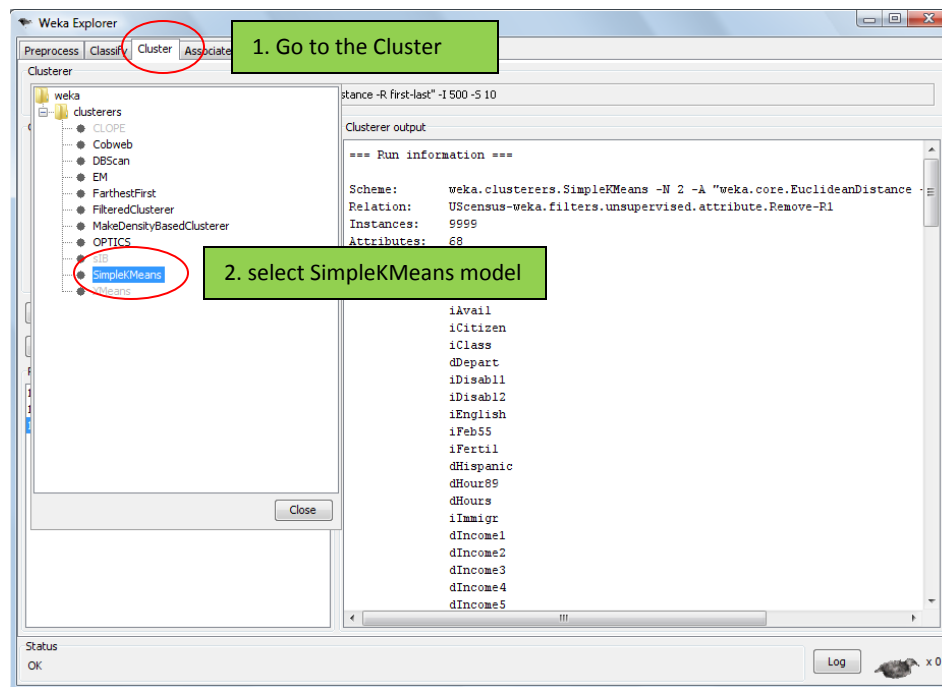 Weka Explorer
Preprocess Classify Cluster Associate
1. Go to the Cluster
Clusterer
weka
clusterers
CLOPE
Cobweb
DBScan
EM
FarthestFirst
FilteredClusterer
MakeDensityBasedClusterer
OPTICS
sIB
SimpleKMeans
XMeans
2. select SimpleKMeans model
Close
stance -R first-last" -I 500 -S 10
Clusterer output
=== Run information ===
Scheme: weka.clusterers.SimpleKMeans -N 2 -A "weka.core.EuclideanDistance -
Relation: UScensus-weka.filters.unsupervised.attribute.Remove-R1
Instances: 9999
Attributes: 68
iAvail
iCitizen
iClass
dDepart
iDisabl1
iDisabl2
iEnglish
iFeb55
iFertil
dHispanic
dHour89
dHours
iImmigr
dIncome1
dIncome2
dIncome3
dIncome4
dIncome5
Status
OK
Log
x 0